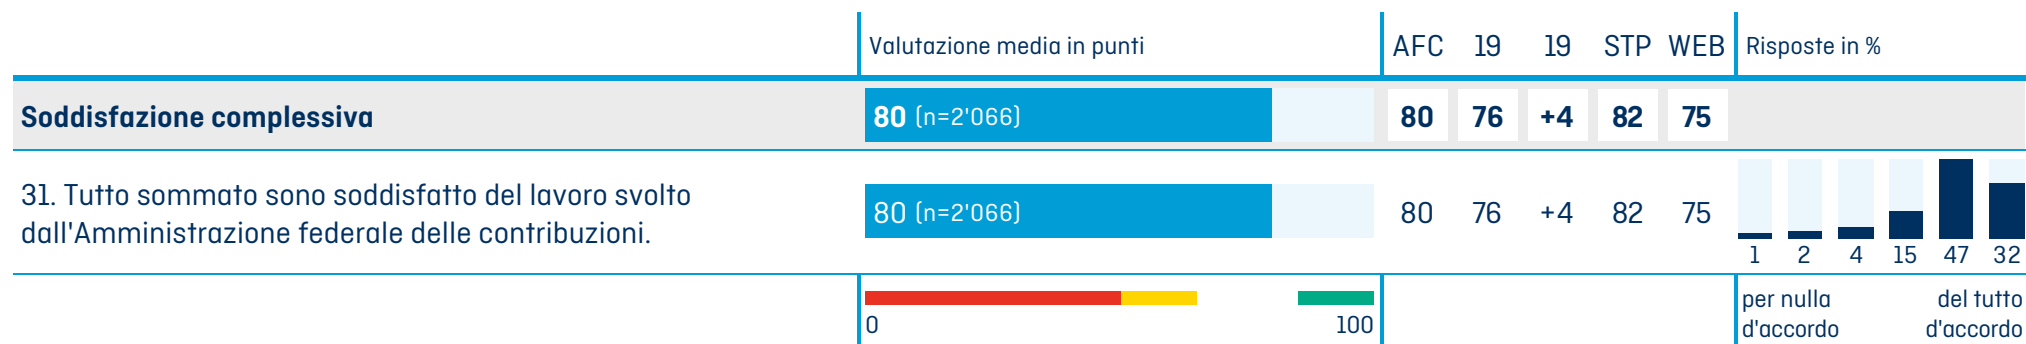 Valutazione media in punti AFC 19 19 STP WEB Risposte in %
Soddisfazione complessiva 80 (n=2'066) 80 76 +4 82 75
31. Tutto sommato sono soddisfatto del lavoro svolto
dall'Amministrazione federale delle contribuzioni.
80 (n=2'066) 80 76 +4 82 75
1 2 4 15 47 32
0 100
per nulla
d'accordo
del tutto
d'accordo